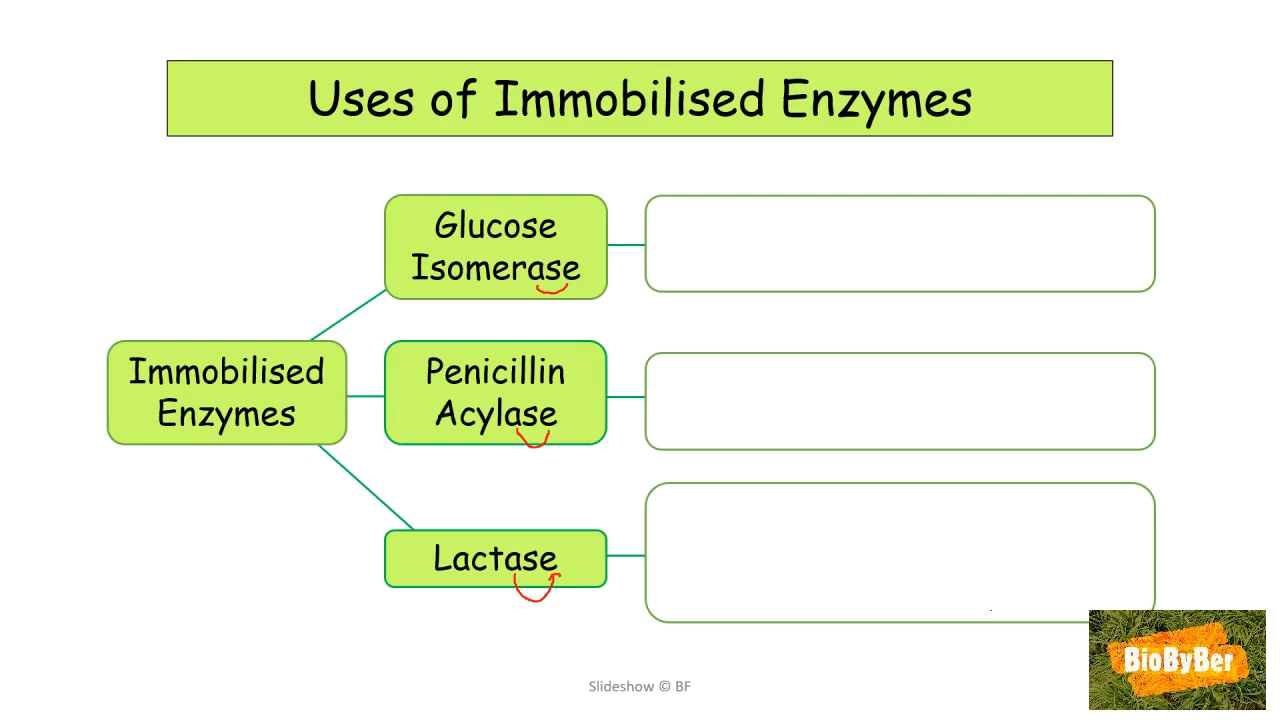 Uses of Immobilised Enzymes
Glucose
Isomerase
Immobilised
Enzymes
Penicillin
Acylase
Lactase
Slideshow © BF
BioByBer